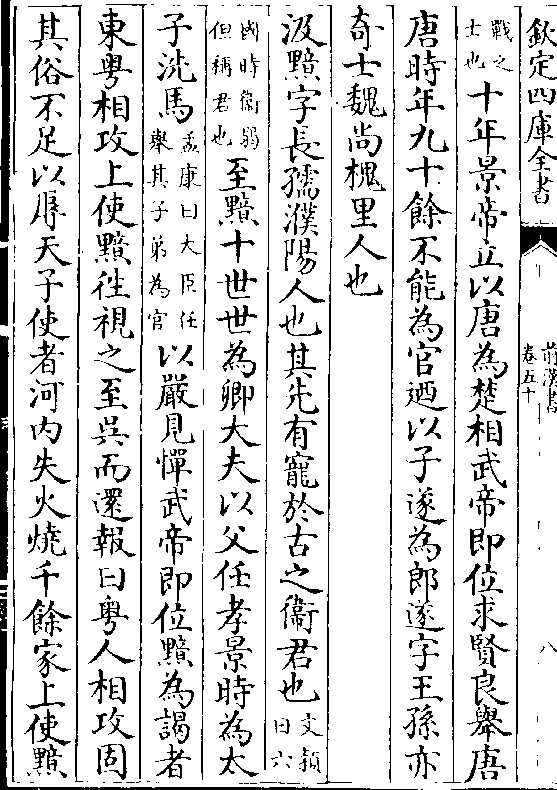 欽定四庫全書
前漢書
卷五十
八
戰之
士也
十年景帝立以唐為楚相武帝即位求賢良舉唐
唐時年九十餘不能為官廼以子遂為郎遂字王孫亦
奇士魏尚槐里人也
汲黯字長孺濮陽人也其先有寵於古之衞君也
文穎
曰六
國時衞弱
但稱君也
至黯十世世為卿大夫以父任孝景時為太
子洗馬
孟康曰大臣任
舉其子弟為官
以嚴見憚武帝即位黯為謁者
東粤相攻上使黯徃視之至吳而還報曰粤人相攻固
其俗不足以辱天子使者河内失火燒千餘家上使黯